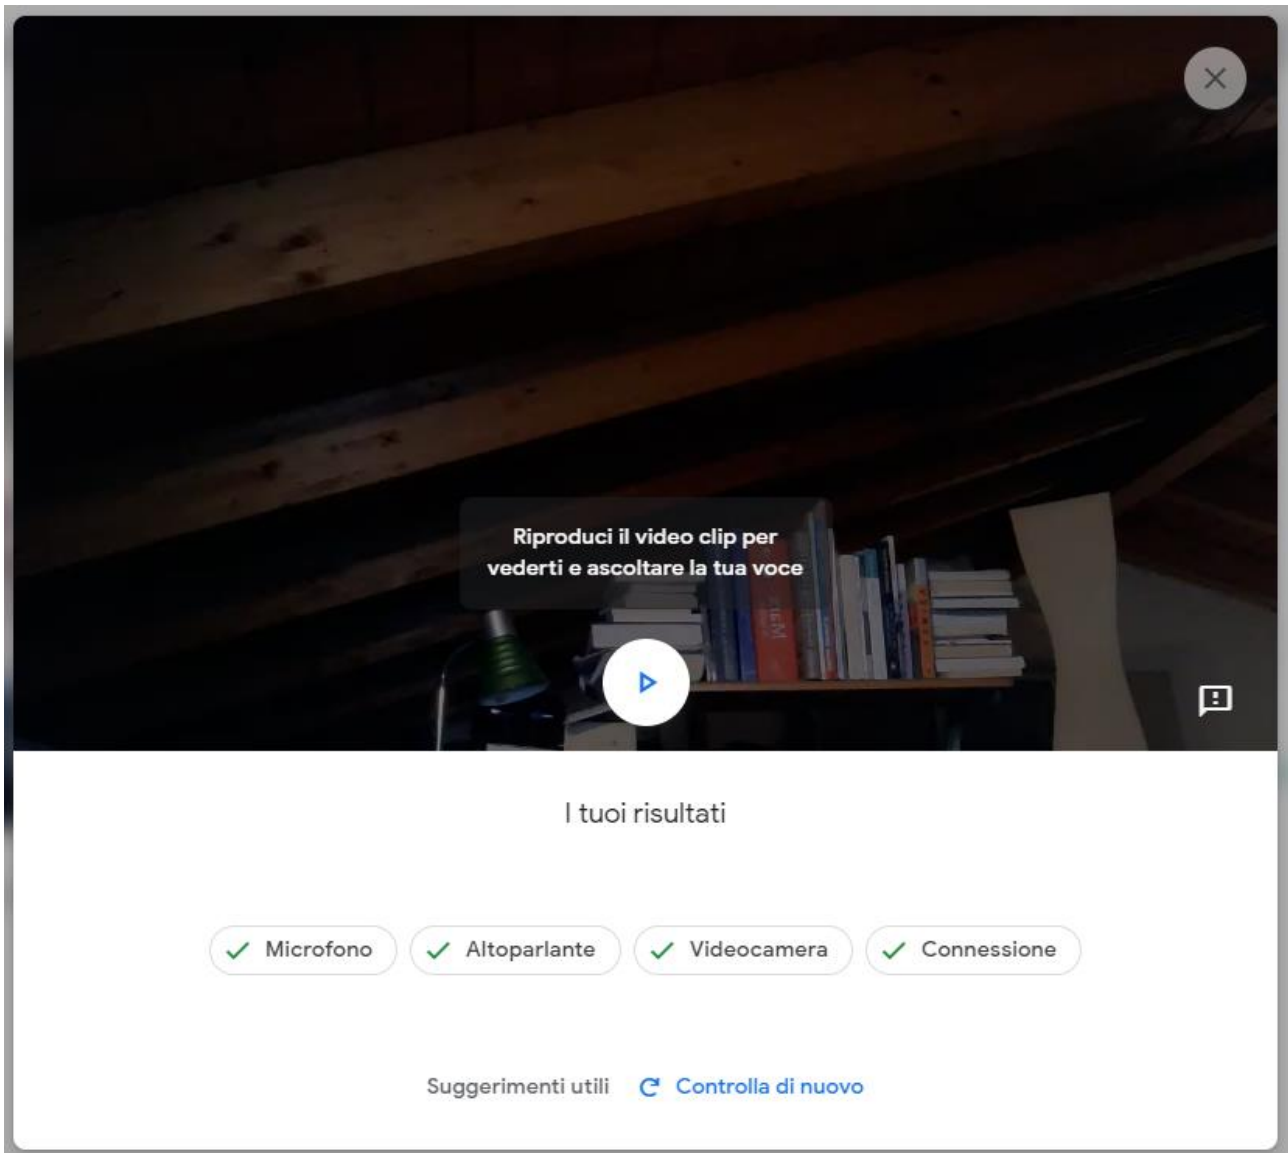 Riproduci il video clip per
vederti e ascoltare la tua voce
I tuoi risultati
Microfono Altoparlante Videocamera Connessione
Suggerimenti utili Controlla di nuovo